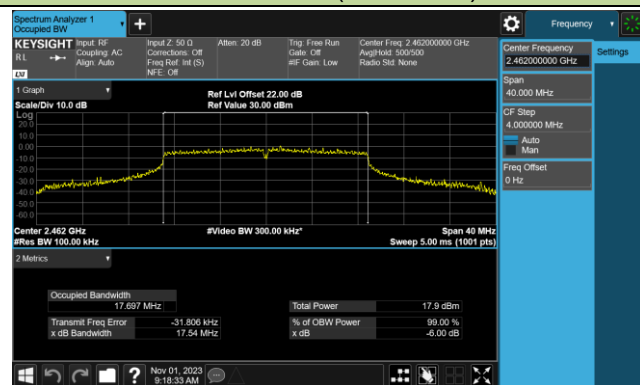 Spectrum Analyzer 1
Occupied BW
Frequency
KEYSIGHT
RL
LXI
Input: RF
Coupling: AC
Align: Auto
Input Z: 50 Ω
Corrections: Off
Freq Ref: Int (S)
NFE: Off
Atten: 20 dB
Trig: Free Run
Gate: Off
#IF Gain: Low
Center Freq: 2.462000000 GHz
Avg|Hold: 500/500
Radio Std: None
Center Frequency
2.462000000 GHz
Settings
Span
40.000 MHz
CF Step
4.000000 MHz
Auto
Man
Freq Offset
0 Hz
1 Graph
Scale/Div 10.0 dB
Ref Lvl Offset 22.00 dB
Ref Value 30.00 dBm
Log
20.0
10.0
0.00
-10.0
-20.0
-30.0
-40.0
-50.0
-60.0
Center 2.462 GHz
#Res BW 100.00 kHz
#Video BW 300.00 kHz*
Span 40 MHz
Sweep 5.00 ms (1001 pts)
2 Metrics
Occupied Bandwidth
17.697 MHz
Total Power 17.9 dBm
Transmit Freq Error -31.806 kHz % of OBW Power 99.00 %
x dB Bandwidth 17.54 MHz x dB -6.00 dB
?
Nov 01, 2023
9:18:33 AM